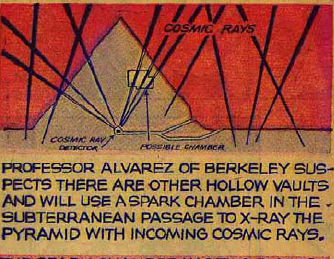 COSMIC RAYS
COSMIC RAY
DETECTOR
POSSIBLE CHAMBER
PROFESSOR ALVAREZ OF BERKELEY SUS-
PECTS THERE ARE OTHER HOLLOW VAULTS
AND WILL USE A SPARK CHAMBER IN THE
SUBTERRANEAN PASSAGE TO X-RAY THE
PYRAMID WITH INCOMING COSMIC RAYS.